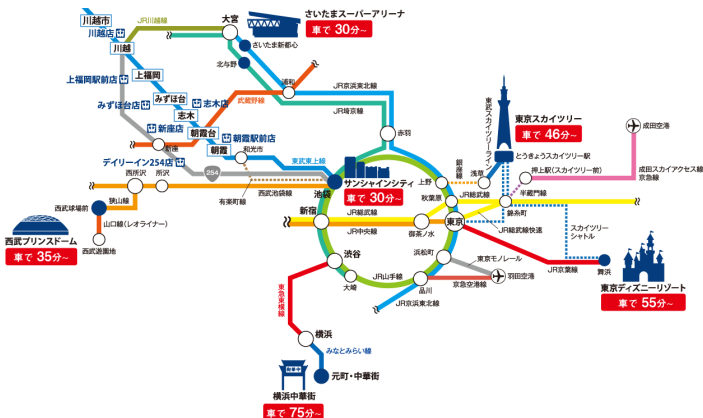 川越市
川越店
川越
JR川越線
大宮
さいたまスーパーアリーナ
車で 30分~
さいたま新都心
北与野
上福岡駅前店
上福岡
みずほ台
みずほ台店
志木店
志木
武蔵野線
浦和
JR京浜東北線
JR埼京線
新座店
新座
朝霞台
朝霞駅前店
朝霞
和光市
赤羽
東武スカイツリーライン
東京スカイツリー
車で 46分~
成田空港
デイリーイン254店
254
東武東上線
とうきょうスカイツリー駅
押上駅(スカイツリー前)
成田スカイアクセス線
京急線
銀座線
浅草
半蔵門線
西所沢
所沢
有楽町線
西武池袋線
池袋
サンシャインシティ
車で 30分~
上野
秋葉原
JR総武線
錦糸町
狭山線
西武球場前
山口線(レオライナー)
西武遊園地
西武プリンスドーム
車で 35分~
新宿
JR総武線
JR中央線
御茶ノ水
東京
JR総武線快速
スカイツリー
シャトル
渋谷
大崎
浜松町
東京モノレール
羽田空港
JR山手線
品川
京急空港線
JR京浜東北線
JR京葉線
舞浜
東京ディズニーリゾート
車で 55分~
東急東横線
横浜
みなとみらい線
元町・中華街
横浜中華街
車で 75分~